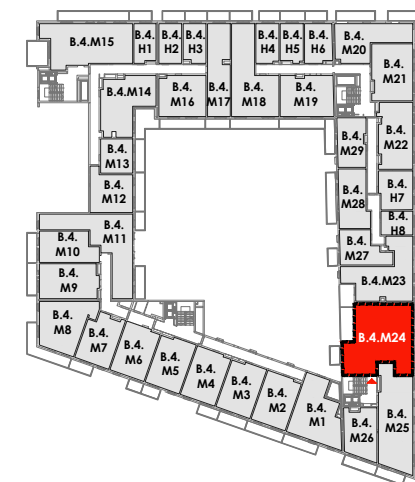 B.4.M15
B.4.
H1
B.4.
H2
B.4.
H3
B.4.
H4
B.4.
H5
B.4.
H6
B.4.
M20
B.4.
M21
B.4.M14
B.4.
M16
B.4.
M17
B.4.
M18
B.4.
M19
B.4.
M22
B.4.
M29
B.4.
M13
B.4.
M12
B.4.
M28
B.4.
H7
B.4.
H8
B.4.
M11
B.4.
M10
B.4.
M27
B.4.
M9
B.4.M23
B.4.
M8
B.4.
M7
B.4.
M6
B.4.
M5
B.4.
M4
B.4.
M3
B.4.
M2
B.4.
M1
B.4.M24
B.4.
M26
B.4.
M25